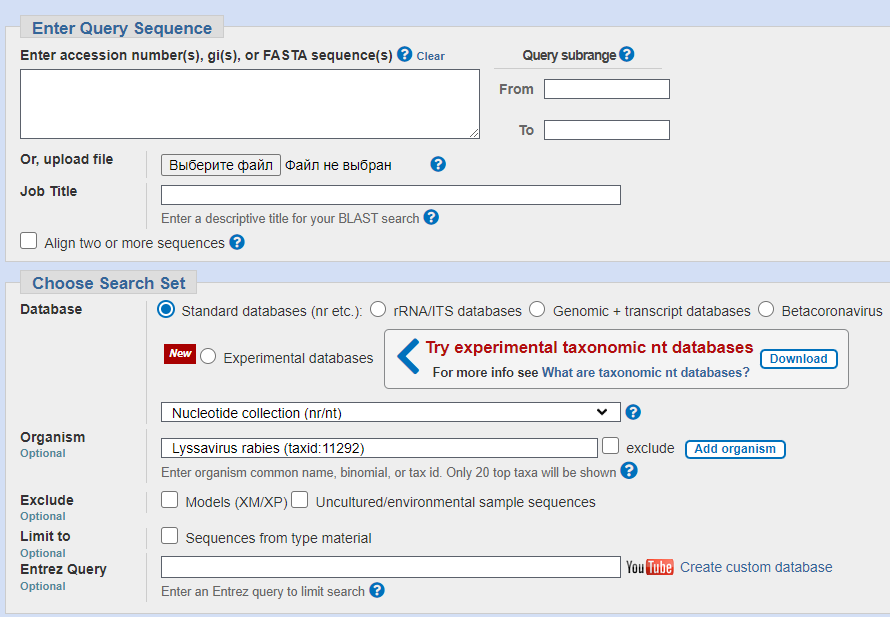 Enter Query Sequence
Enter accession number(s), gi(s), or FASTA sequence(s) ? Clear
Query subrange ?
From
To
Or, upload file
Выберите файл Файл не выбран ?
Job Title
Enter a descriptive title for your BLAST search ?
Align two or more sequences ?
Choose Search Set
Database
Standard databases (nr etc.): rRNA/ITS databases Genomic + transcript databases Betacoronavirus
New Experimental databases
Try experimental taxonomic nt databases
For more info see What are taxonomic nt databases?
Download
Nucleotide collection (nr/nt) ?
Organism
Optional
Lyssavirus rabies (taxid:11292) exclude Add organism
Enter organism common name, binomial, or tax id. Only 20 top taxa will be shown ?
Exclude
Optional
Models (XM/XP) Uncultured/environmental sample sequences
Limit to
Optional
Sequences from type material
Entrez Query
Optional
YouTube Create custom database
Enter an Entrez query to limit search ?